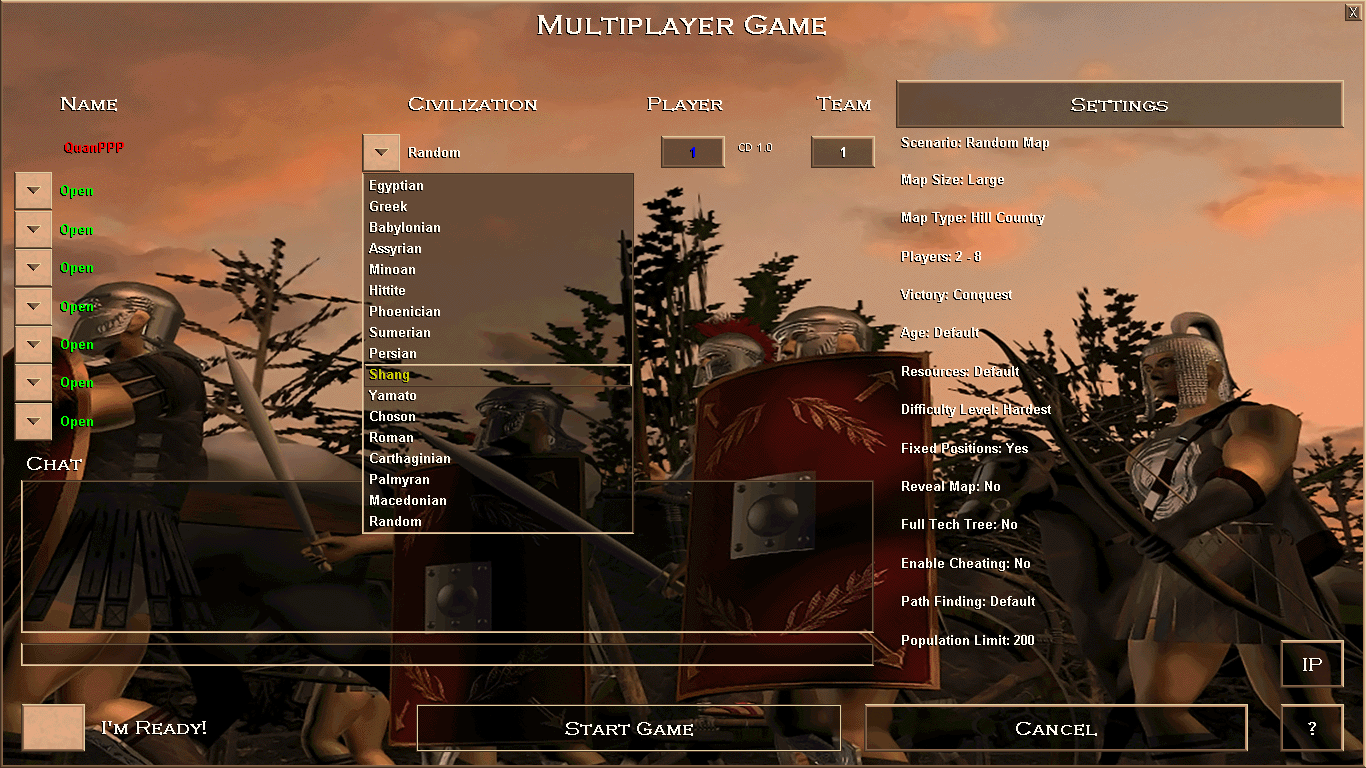 Multiplayer Game
X
Name
Civilization
Player
Team
Settings
QuanPPP
Random
1
CD 1.0
1
Scenario: Random Map
Open
Open
Open
Open
Open
Open
Open
Egyptian
Greek
Babylonian
Assyrian
Minoan
Hittite
Phoenician
Sumerian
Persian
Shang
Yamato
Choson
Roman
Carthaginian
Palmyran
Macedonian
Random
Map Size: Large
Map Type: Hill Country
Players: 2 - 8
Victory: Conquest
Age: Default
Resources: Default
Difficulty Level: Hardest
Fixed Positions: Yes
Reveal Map: No
Full Tech Tree: No
Enable Cheating: No
Path Finding: Default
Population Limit: 200
Chat
IP
I'm Ready!
Start Game
Cancel
?